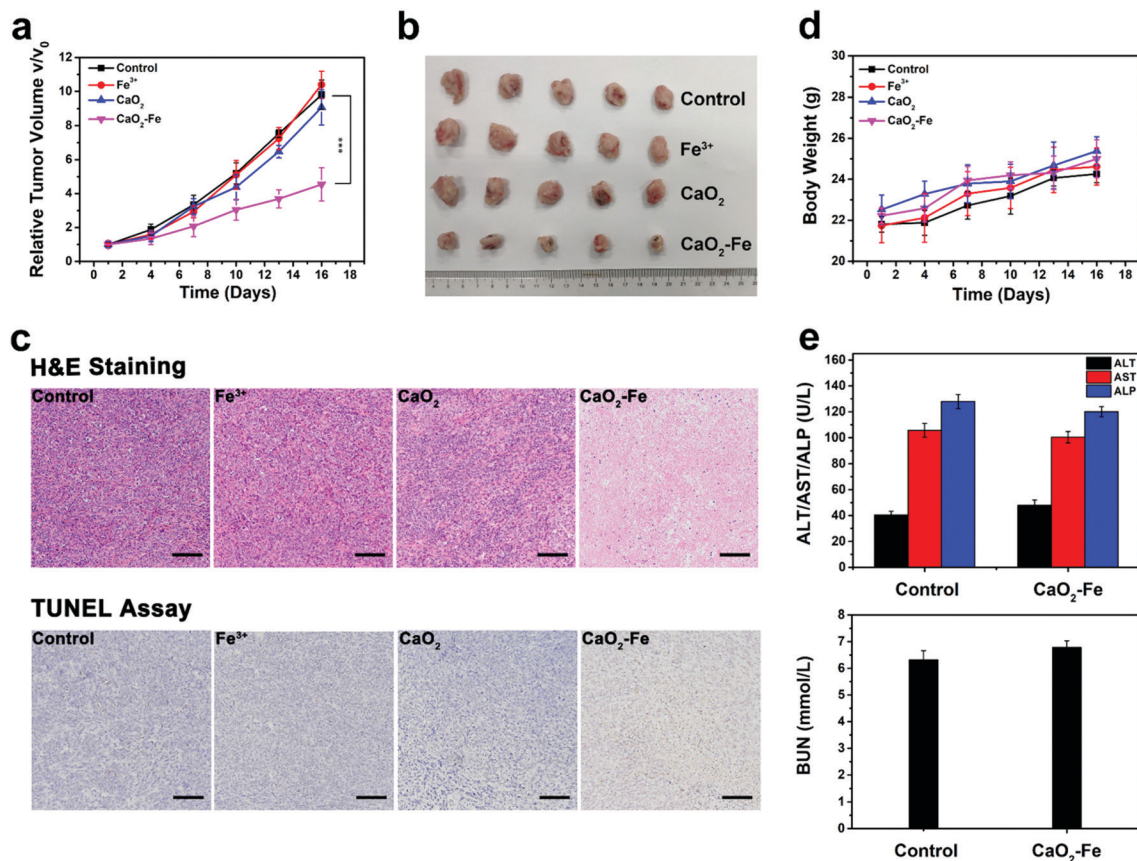 a
Relative Tumor Volume v/v₀
12
10
8
6
4
2
0
Control
Fe³⁺
CaO₂
CaO₂-Fe
***
0 2 4 6 8 10 12 14 16 18
Time (Days)
b
Control
Fe³⁺
CaO₂
CaO₂-Fe
d
Body Weight (g)
30
28
26
24
22
20
Control
Fe³⁺
CaO₂
CaO₂-Fe
0 2 4 6 8 10 12 14 16 18
Time (Days)
c
H&E Staining
Control Fe³⁺ CaO₂ CaO₂-Fe
TUNEL Assay
Control Fe³⁺ CaO₂ CaO₂-Fe
e
ALT/AST/ALP (U/L)
160
140
120
100
80
60
40
20
0
ALT
AST
ALP
Control CaO₂-Fe
BUN (mmol/L)
8
7
6
5
4
3
2
1
0
Control CaO₂-Fe